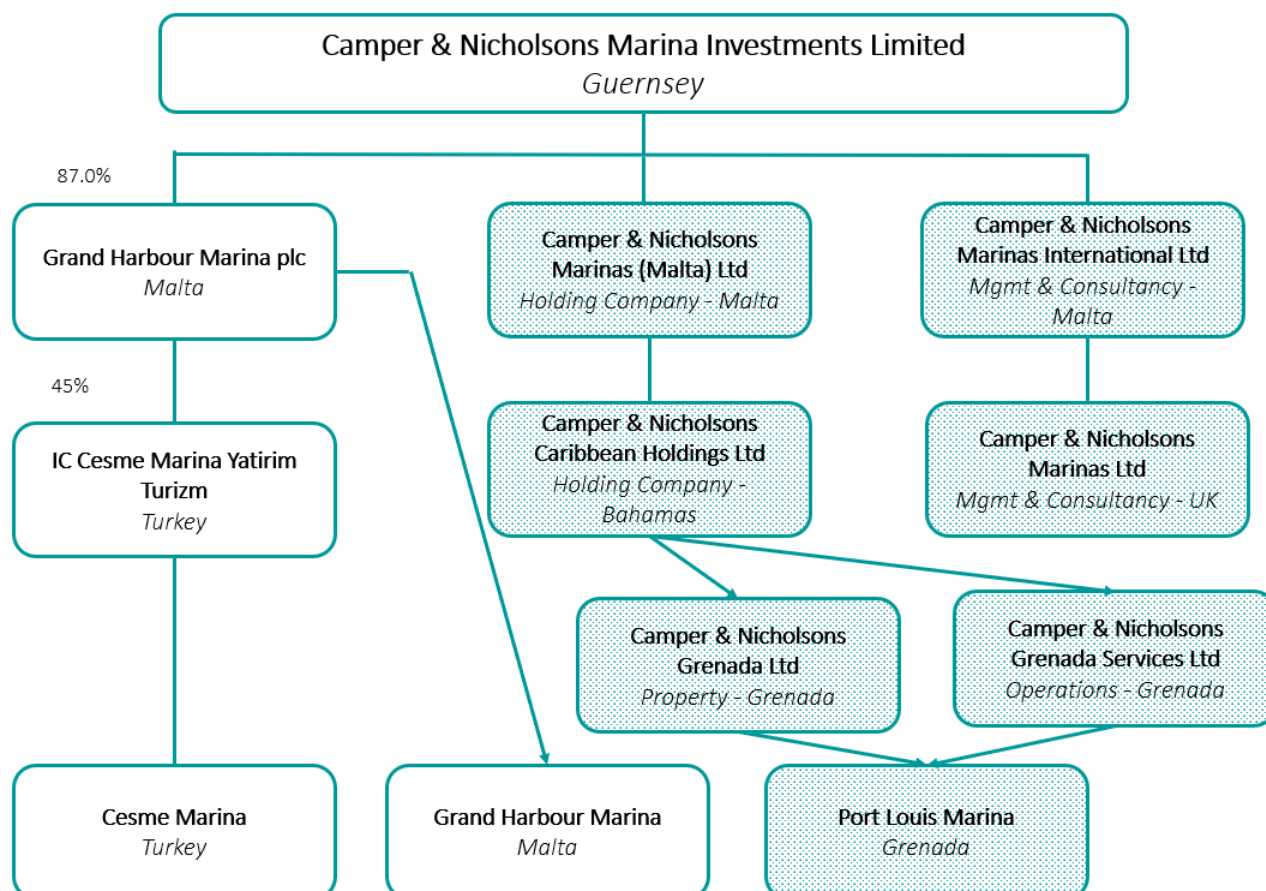 Camper & Nicholsons Marina Investments Limited
Guernsey
87.0%
Grand Harbour Marina plc
Malta
Camper & Nicholsons
Marinas (Malta) Ltd
Holding Company - Malta
Camper & Nicholsons
Marinas International Ltd
Mgmt & Consultancy -
Malta
45%
IC Cesme Marina Yatirim
Turizm
Turkey
Camper & Nicholsons
Caribbean Holdings Ltd
Holding Company -
Bahamas
Camper & Nicholsons
Marinas Ltd
Mgmt & Consultancy - UK
Camper & Nicholsons
Grenada Ltd
Property - Grenada
Camper & Nicholsons
Grenada Services Ltd
Operations - Grenada
Cesme Marina
Turkey
Grand Harbour Marina
Malta
Port Louis Marina
Grenada